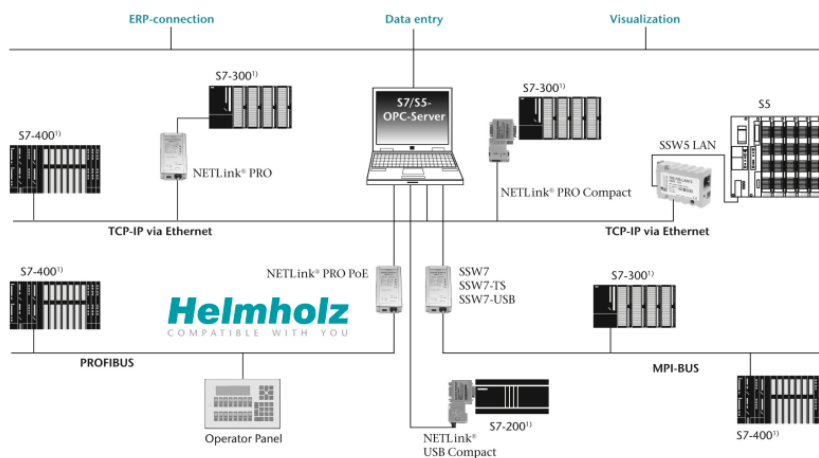 ERP-connection
Data entry
Visualization
S7-300¹⁾
S7-400¹⁾
NETLink® PRO
S7/S5-
OPC-Server
S7-300¹⁾
NETLink® PRO Compact
SSW5 LAN
S5
TCP-IP via Ethernet
TCP-IP via Ethernet
S7-400¹⁾
NETLink® PRO PoE
SSW7
SSW7-TS
SSW7-USB
S7-300¹⁾
Helmholz
COMPATIBLE WITH YOU
PROFIBUS
MPI-BUS
Operator Panel
S7-200¹⁾
NETLink®
USB Compact
S7-400¹⁾